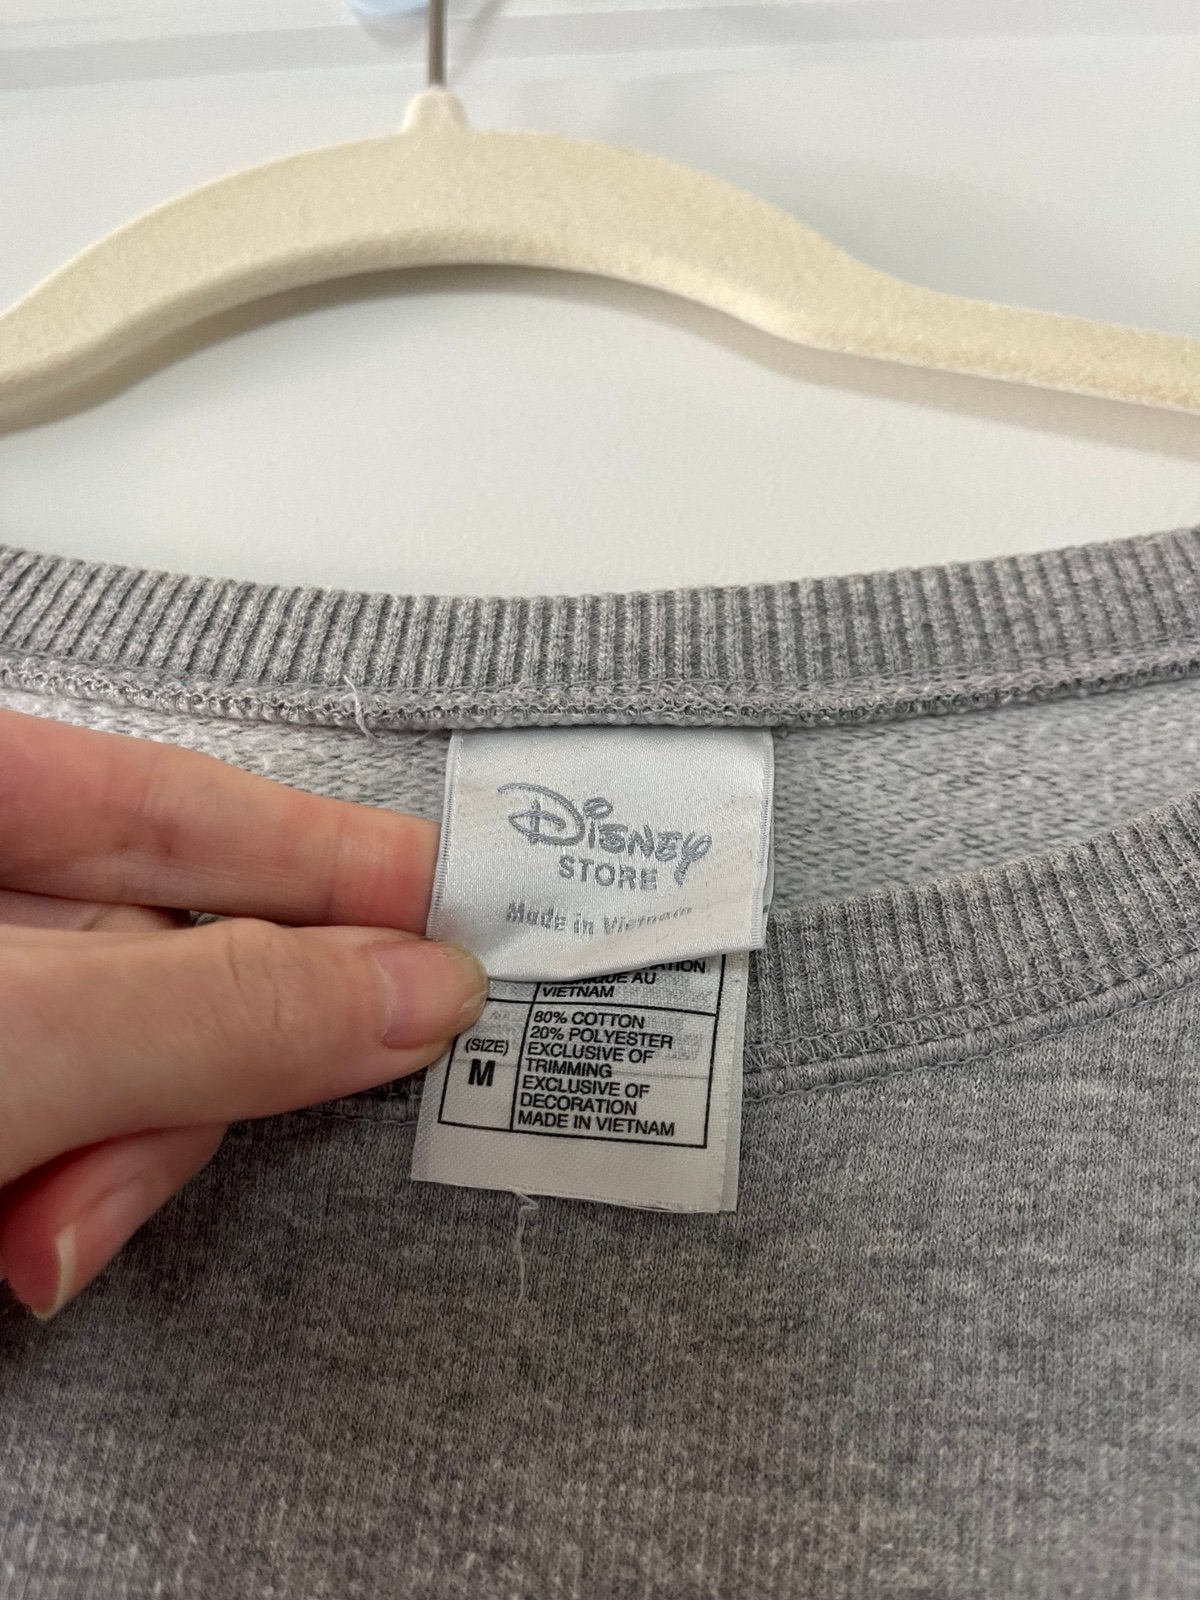 Disney
STORE
Made in Vietnam
AU
VIETNAM
80% COTTON
20% POLYESTER
EXCLUSIVE OF
TRIMMING
EXCLUSIVE OF
DECORATION
MADE IN VIETNAM
(SIZE)
M